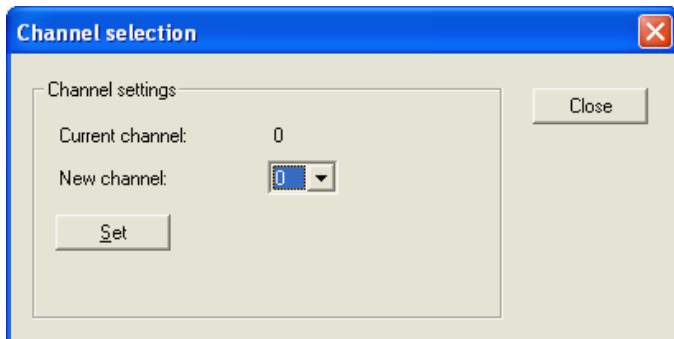 Channel selection
Channel settings
Close
Current channel: 0
New channel: 0
Set